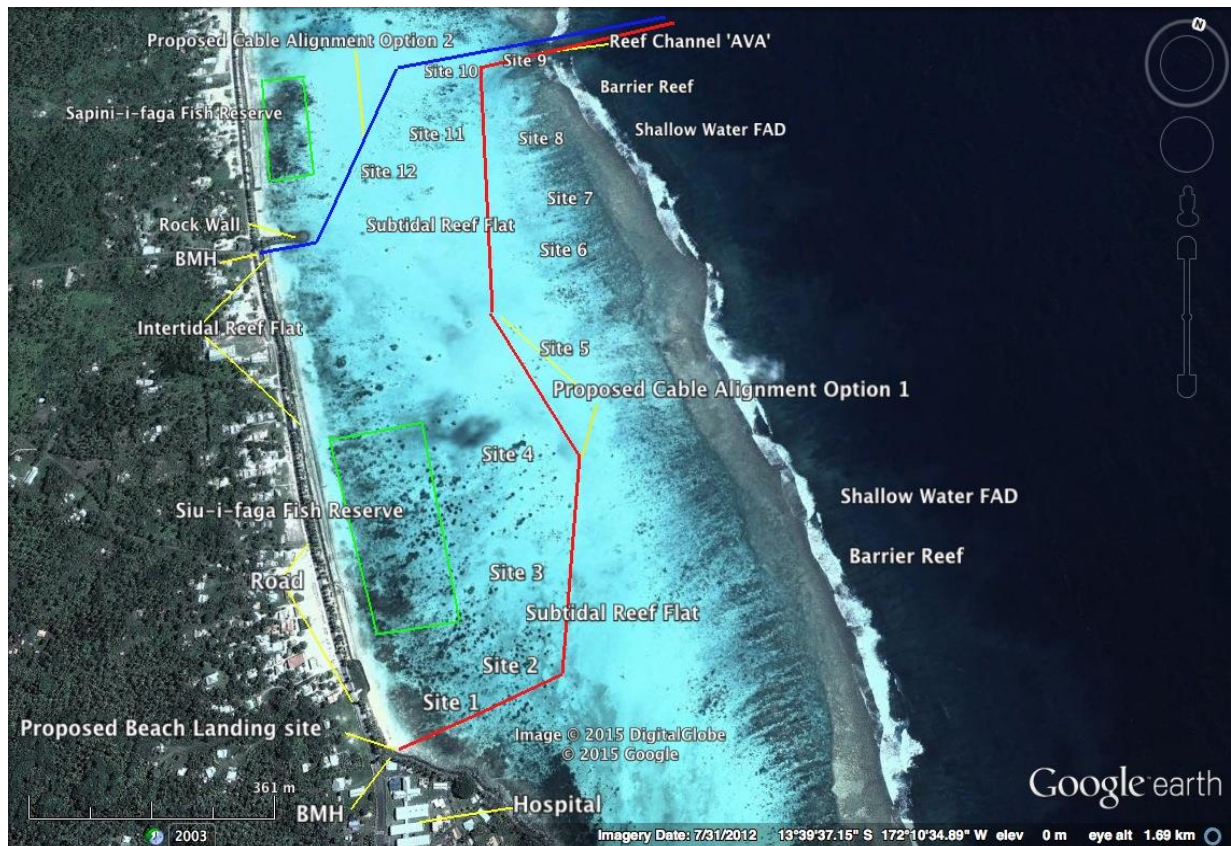 N
Proposed Cable Alignment Option 2
Reef Channel 'AVA'
Site 9
Site 10
Barrier Reef
Sapini-i-faga Fish Reserve
Shallow Water FAD
Site 11
Site 8
Site 12
Site 7
Rock Wall
Subtidal Reef Flat
Site 6
BMH
Intertidal Reef Flat
Site 5
Proposed Cable Alignment Option 1
Site 4
Shallow Water FAD
Siu-i-faga Fish Reserve
Barrier Reef
Site 3
Road
Subtidal Reef Flat
Site 2
Site 1
Proposed Beach Landing site
Image © 2015 DigitalGlobe
© 2015 Google
361 m
Google earth
Hospital
BMH
2003
Imagery Date: 7/31/2012 13°39'37.15" S 172°10'34.89" W elev 0 m eye alt 1.69 km